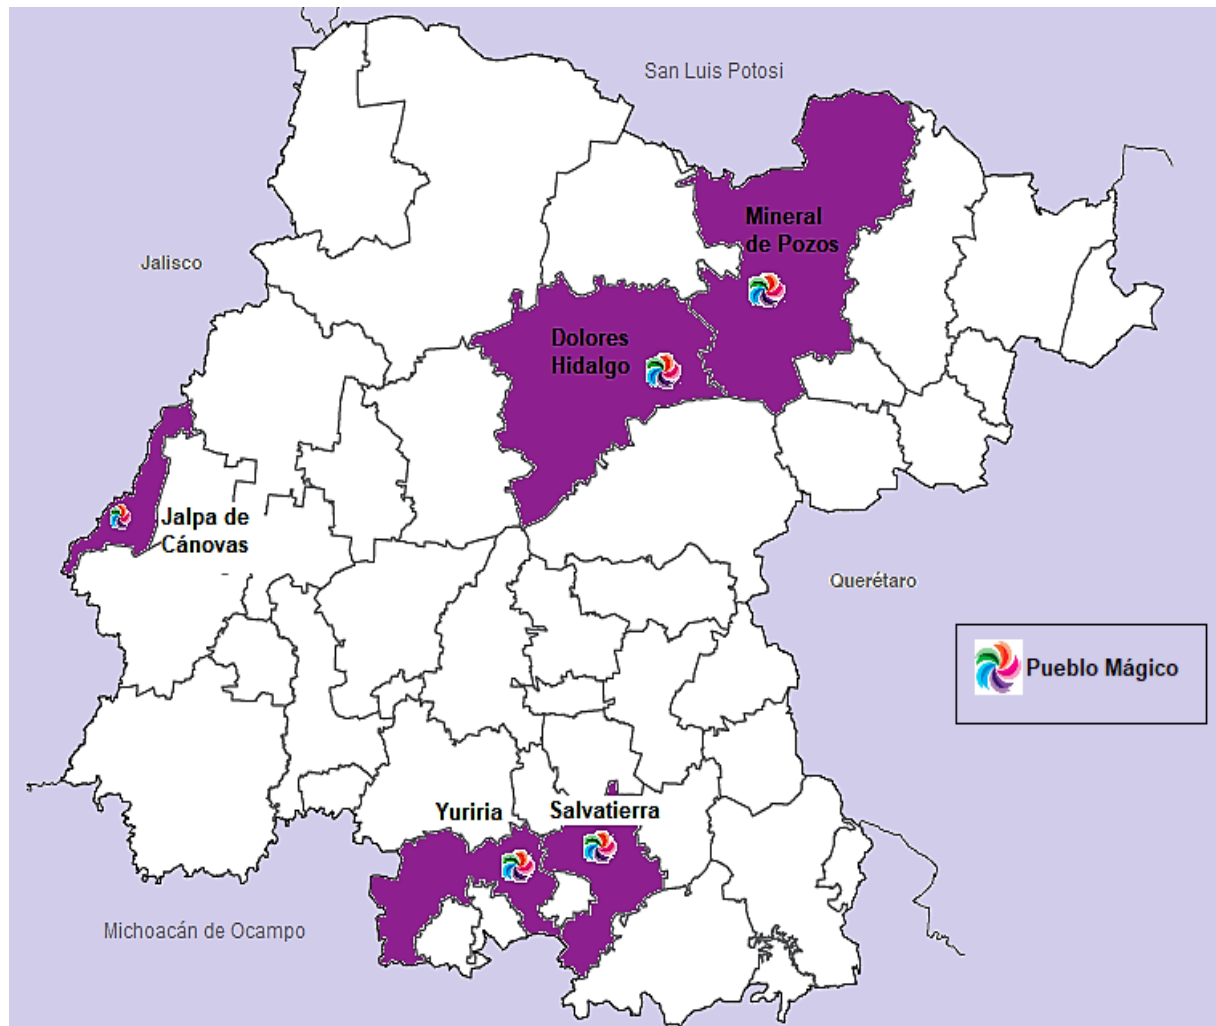 San Luis Potosi
Mineral
de Pozos
Jalisco
Dolores
Hidalgo
Jalpa de
Cánovas
Querétaro
Pueblo Mágico
Yuriria
Salvatierra
Michoacán de Ocampo